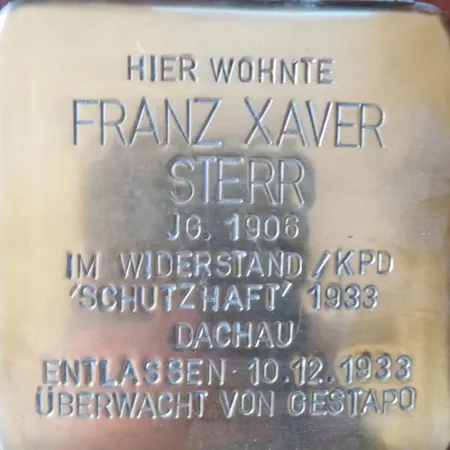 HIER WOHNTE
FRANZ XAVER
STERR
JG. 1906
IM WIDERSTAND/KPD
'SCHUTZHAFT' 1933
DACHAU
ENTLASSEN 10.12.1933
ÜBERWACHT VON GESTAPO